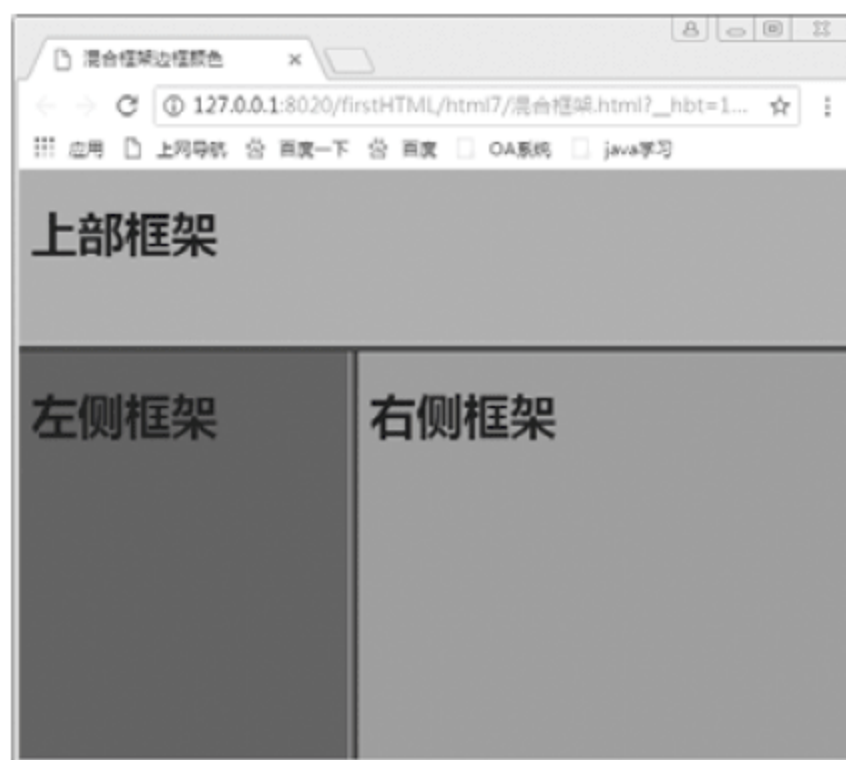 混合框架边框颜色
127.0.0.1:8020/firstHTML/html7/混合框架.html?__hbt=1...
应用 上网导航 百度一下 百度 OA系统 java学习
上部框架
左侧框架 右侧框架